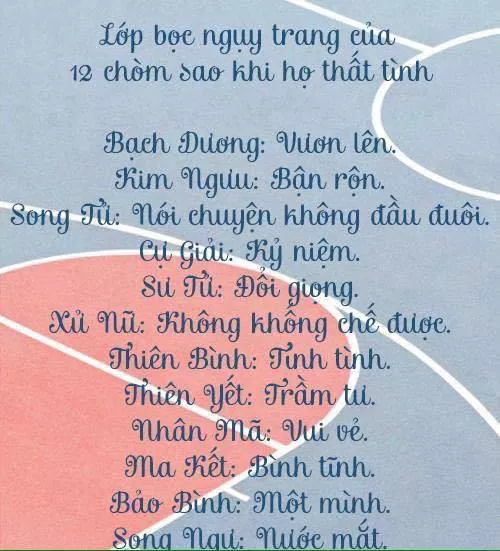 Lớp bọc ngụy trang của
12 chòm sao khi họ thất tình
Bạch Dương: Vươn lên.
Kim Ngưu: Bận rộn.
Song Tử: Nói chuyện không đầu đuôi.
Cự Giải: Kỷ niệm.
Sư Tử: Đổi giọng.
Xử Nữ: Không khống chế được.
Thiên Bình: Tính tình.
Thiên Yết: Trầm tư.
Nhân Mã: Vui vẻ.
Ma Kết: Bình tĩnh.
Bảo Bình: Một mình.
Song Ngư: Nước mắt.